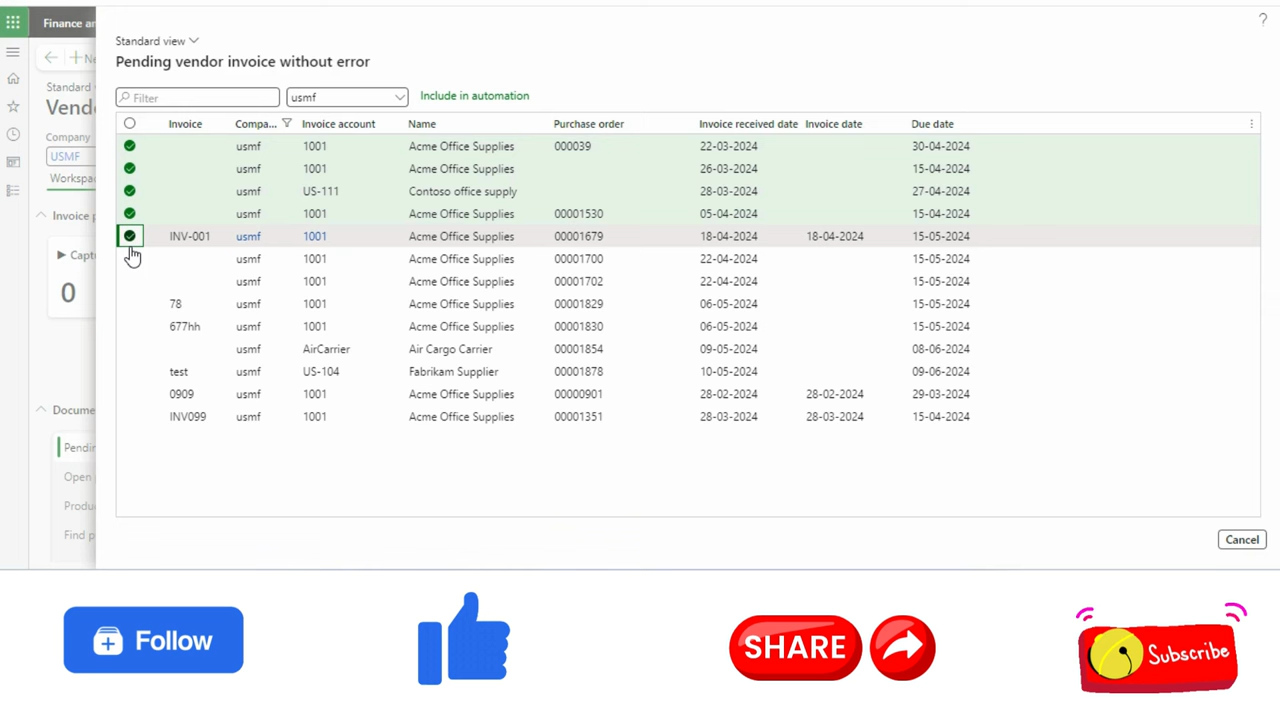 Finance an
?
Standard view
Pending vendor invoice without error
Ne
Standard v
Vend
Filter
usmf
Include in automation
Company
USMF
Invoice Compa... Invoice account Name Purchase order Invoice received date Invoice date Due date
usmf 1001 Acme Office Supplies 000039 22-03-2024 30-04-2024
usmf 1001 Acme Office Supplies 26-03-2024 15-04-2024
Workspac
usmf US-111 Contoso office supply 28-03-2024 27-04-2024
Invoice p
usmf 1001 Acme Office Supplies 00001530 05-04-2024 15-04-2024
INV-001 usmf 1001 Acme Office Supplies 00001679 18-04-2024 18-04-2024 15-05-2024
Capt
usmf 1001 Acme Office Supplies 00001700 22-04-2024 15-05-2024
usmf 1001 Acme Office Supplies 00001702 22-04-2024 15-05-2024
0
78 usmf 1001 Acme Office Supplies 00001829 06-05-2024 15-05-2024
677hh usmf 1001 Acme Office Supplies 00001830 06-05-2024 15-05-2024
usmf AirCarrier Air Cargo Carrier 00001854 09-05-2024 08-06-2024
test usmf US-104 Fabrikam Supplier 00001878 10-05-2024 09-06-2024
0909 usmf 1001 Acme Office Supplies 00000901 28-02-2024 28-02-2024 29-03-2024
Docume
INV099 usmf 1001 Acme Office Supplies 00001351 28-03-2024 28-03-2024 15-04-2024
Pendin
Open
Produ
Find p
Cancel
Follow
SHARE
Subscribe